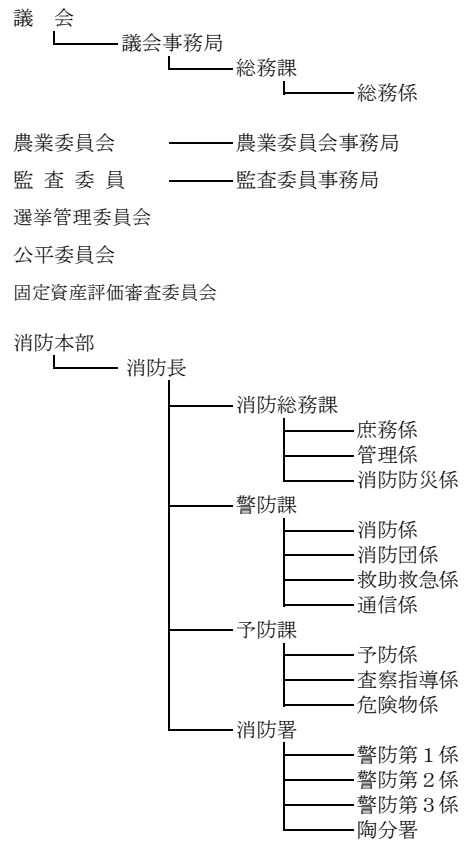 議　会
議会事務局
総務課
総務係
農業委員会 農業委員会事務局
監 査 委 員 監査委員事務局
選挙管理委員会
公平委員会
固定資産評価審査委員会
消防本部
消防長
消防総務課
庶務係
管理係
消防防災係
警防課
消防係
消防団係
救助救急係
通信係
予防課
予防係
査察指導係
危険物係
消防署
警防第１係
警防第２係
警防第３係
陶分署